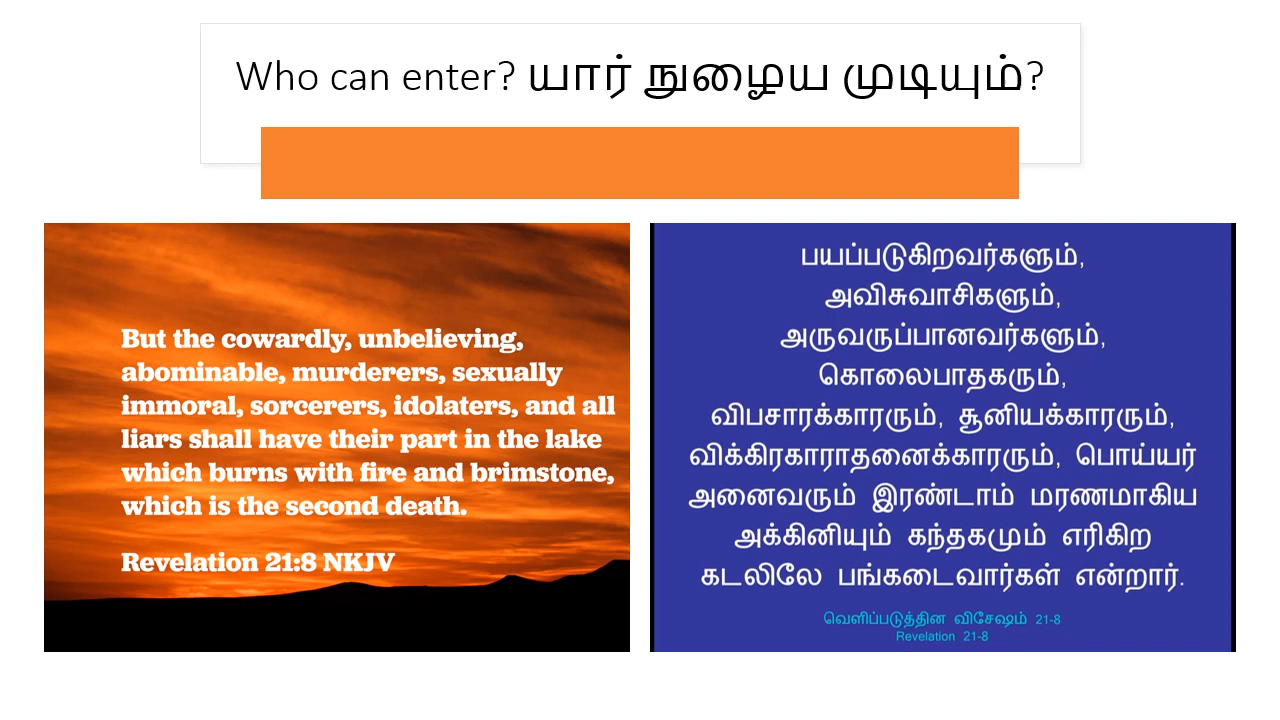 Who can enter? யார் நுழைய முடியும்?
But the cowardly, unbelieving,
abominable, murderers, sexually
immoral, sorcerers, idolaters, and all
liars shall have their part in the lake
which burns with fire and brimstone,
which is the second death.
Revelation 21:8 NKJV
பயப்படுகிறவர்களும்,
அவிசுவாசிகளும்,
அருவருப்பானவர்களும்,
கொலைபாதகரும்,
விபசாரக்காரரும், சூனியக்காரரும்,
விக்கிரகாராதனைக்காரரும், பொய்யர்
அனைவரும் இரண்டாம் மரணமாகிய
அக்கினியும் கந்தகமும் எரிகிற
கடலிலே பங்கடைவார்கள் என்றார்.
வெளிப்படுத்தின விசேஷம் 21-8
Revelation 21-8